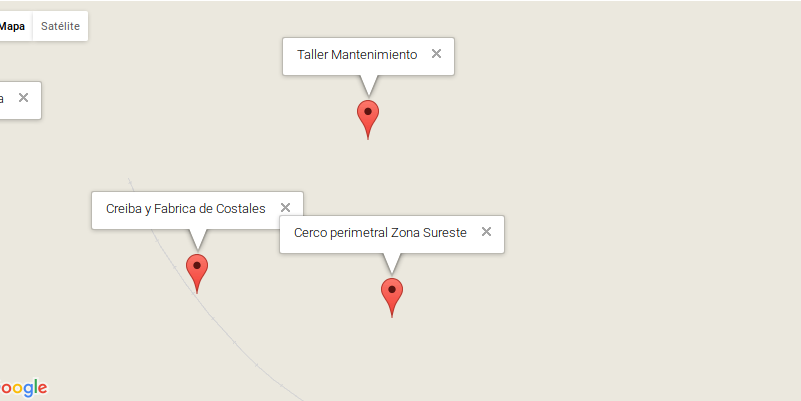 Mapa
Satélite
Taller Mantenimiento
a
Creiba y Fabrica de Costales
Cerco perimetral Zona Sureste
oogle